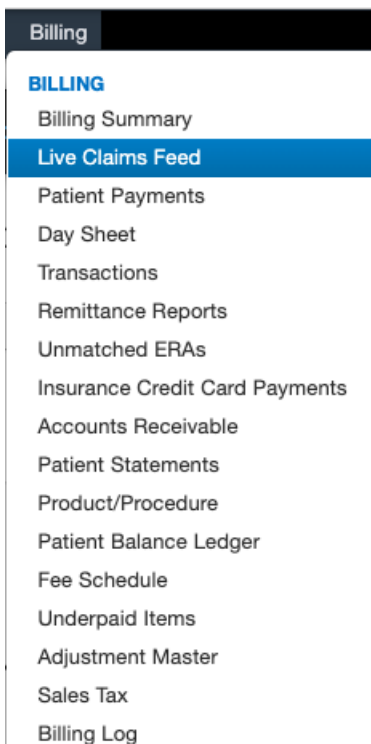 Billing
BILLING
Billing Summary
Live Claims Feed
Patient Payments
Day Sheet
Transactions
Remittance Reports
Unmatched ERAs
Insurance Credit Card Payments
Accounts Receivable
Patient Statements
Product/Procedure
Patient Balance Ledger
Fee Schedule
Underpaid Items
Adjustment Master
Sales Tax
Billing Log